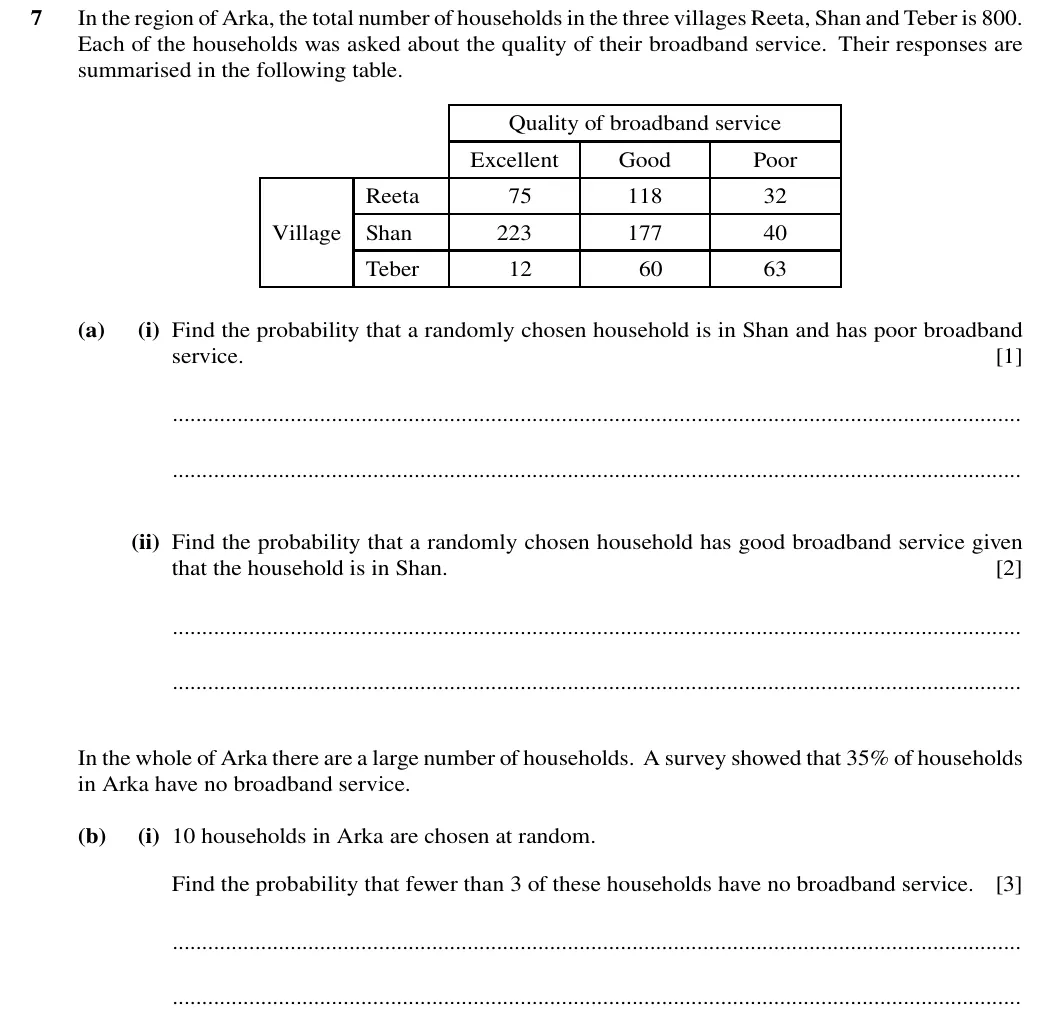 7 In the region of Arka, the total number of households in the three villages Reeta, Shan and Teber is 800.
Each of the households was asked about the quality of their broadband service. Their responses are
summarised in the following table.
Quality of broadband service
Excellent Good Poor
Reeta 75 118 32
Village Shan 223 177 40
Teber 12 60 63
(a) (i) Find the probability that a randomly chosen household is in Shan and has poor broadband
service. [1]
................................................................................
................................................................................
(ii) Find the probability that a randomly chosen household has good broadband service given
that the household is in Shan. [2]
................................................................................
................................................................................
In the whole of Arka there are a large number of households. A survey showed that 35% of households
in Arka have no broadband service.
(b) (i) 10 households in Arka are chosen at random.
Find the probability that fewer than 3 of these households have no broadband service. [3]
................................................................................
................................................................................